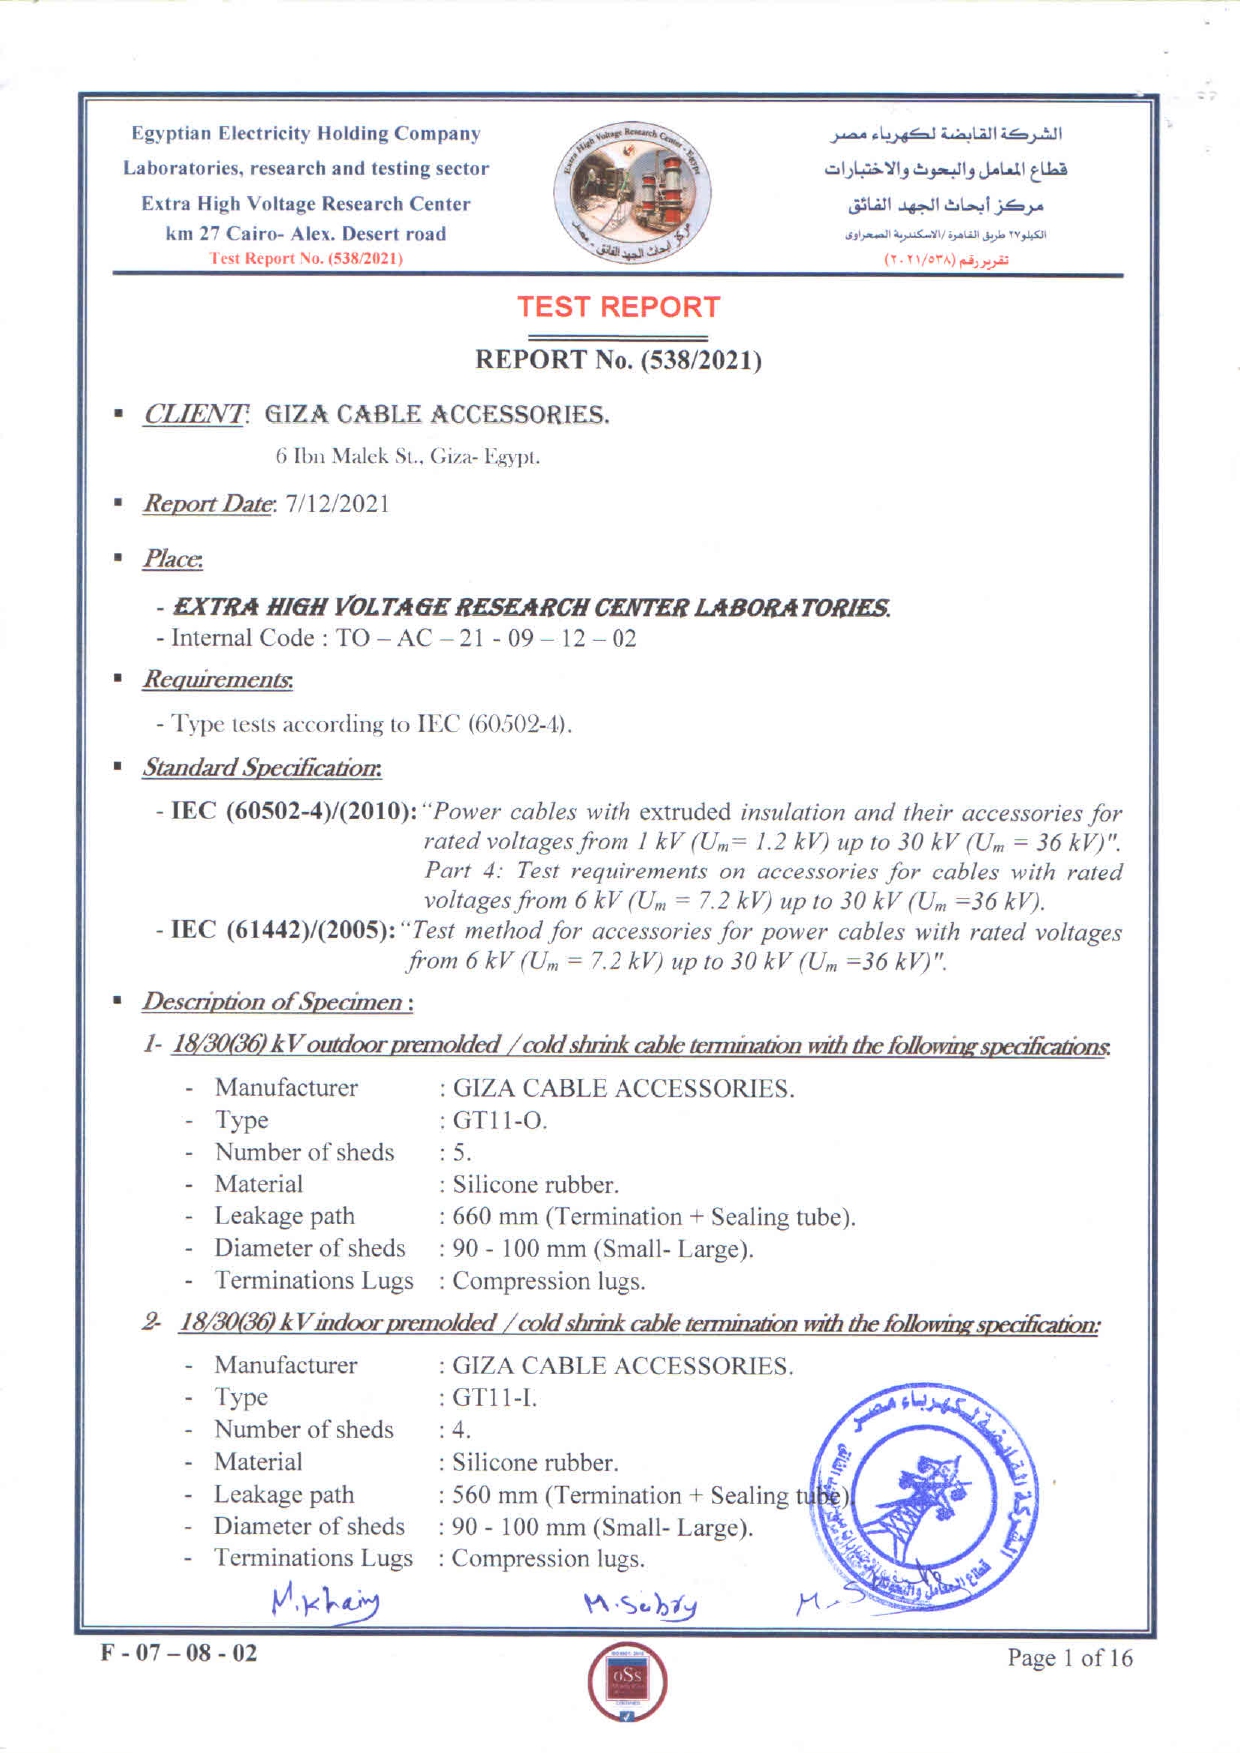 Egyptian Electricity Holding Company
Laboratories, research and testing sector
Extra High Voltage Research Center
km 27 Cairo- Alex. Desert road
Test Report No. (538/2021)
Extra High Voltage Research Center - Egypt
مركز أبحاث الجهد الفائق - مصر
الشركة القابضة لكهرباء مصر
قطاع المعامل والبحوث والاختبارات
مركز أبحاث الجهد الفائق
الكيلو ٢٧ طريق القاهرة /الاسكندرية الصحراوى
تقرير رقم (٢٠٢١/٥٣٨)
TEST REPORT
REPORT No. (538/2021)
▪ CLIENT: GIZA CABLE ACCESSORIES.
6 Ibn Malek St., Giza- Egypt.
▪ Report Date: 7/12/2021
▪ Place:
- EXTRA HIGH VOLTAGE RESEARCH CENTER LABORATORIES.
- Internal Code : TO – AC – 21 - 09 – 12 – 02
▪ Requirements:
- Type tests according to IEC (60502-4).
▪ Standard Specification:
- IEC (60502-4)/(2010): "Power cables with extruded insulation and their accessories for
rated voltages from 1 kV (Um= 1.2 kV) up to 30 kV (Um = 36 kV)".
Part 4: Test requirements on accessories for cables with rated
voltages from 6 kV (Um = 7.2 kV) up to 30 kV (Um =36 kV).
- IEC (61442)/(2005): "Test method for accessories for power cables with rated voltages
from 6 kV (Um = 7.2 kV) up to 30 kV (Um =36 kV)".
▪ Description of Specimen :
1- 18/30(36) kV outdoor premolded / cold shrink cable termination with the following specifications:
- Manufacturer : GIZA CABLE ACCESSORIES.
- Type : GT11-O.
- Number of sheds : 5.
- Material : Silicone rubber.
- Leakage path : 660 mm (Termination + Sealing tube).
- Diameter of sheds : 90 - 100 mm (Small- Large).
- Terminations Lugs : Compression lugs.
2- 18/30(36) kV indoor premolded / cold shrink cable termination with the following specification:
- Manufacturer : GIZA CABLE ACCESSORIES.
- Type : GT11-I.
- Number of sheds : 4.
- Material : Silicone rubber.
- Leakage path : 560 mm (Termination + Sealing tube).
- Diameter of sheds : 90 - 100 mm (Small- Large).
- Terminations Lugs : Compression lugs.
الشركة القابضة لكهرباء مصر
قطاع المعامل
M.Khairy
M.Sabry
M.S
F - 07 – 08 - 02
OSS
Page 1 of 16